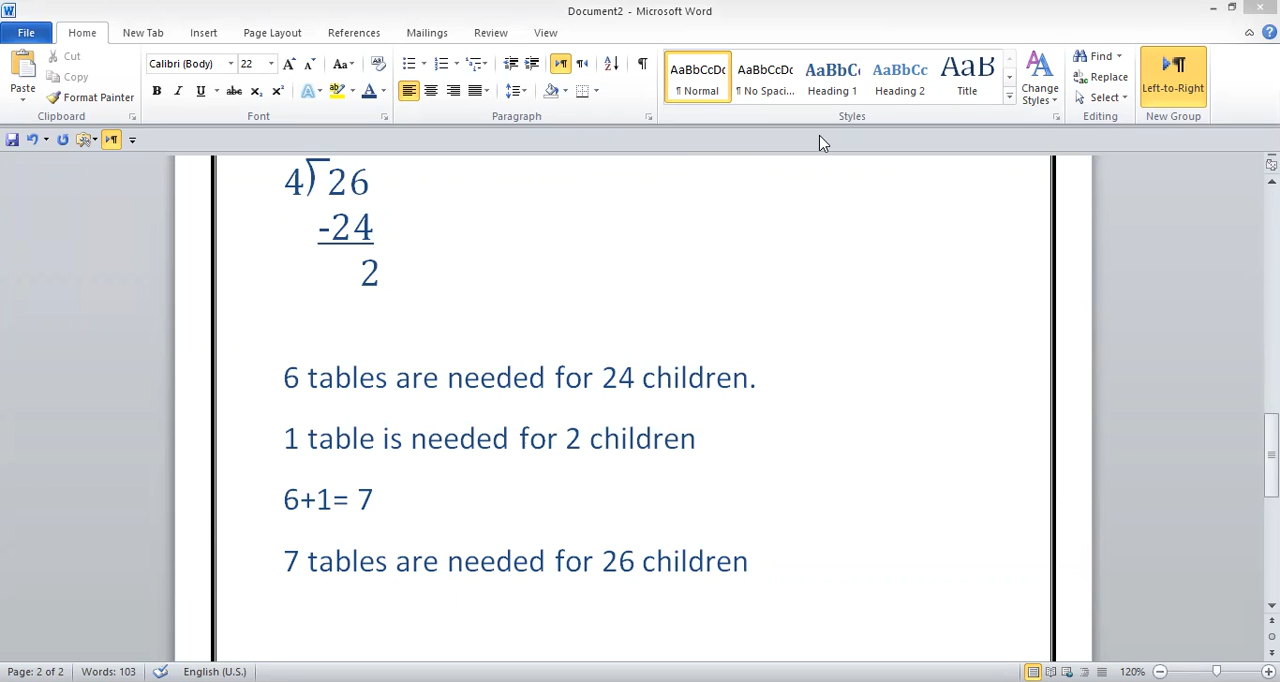 Document2 - Microsoft Word
File Home New Tab Insert Page Layout References Mailings Review View
Paste
Cut
Copy
Format Painter
Clipboard
Calibri (Body) 22
Font
Paragraph
AaBbCcDc AaBbCcDc AaBbC AaBbCc AaB
¶ Normal ¶ No Spaci... Heading 1 Heading 2 Title
Change Styles
Styles
Find
Replace
Select
Editing
Left-to-Right
New Group
4) 26
-24
2
6 tables are needed for 24 children.
1 table is needed for 2 children
6+1= 7
7 tables are needed for 26 children
Page: 2 of 2 Words: 103 English (U.S.) 120%